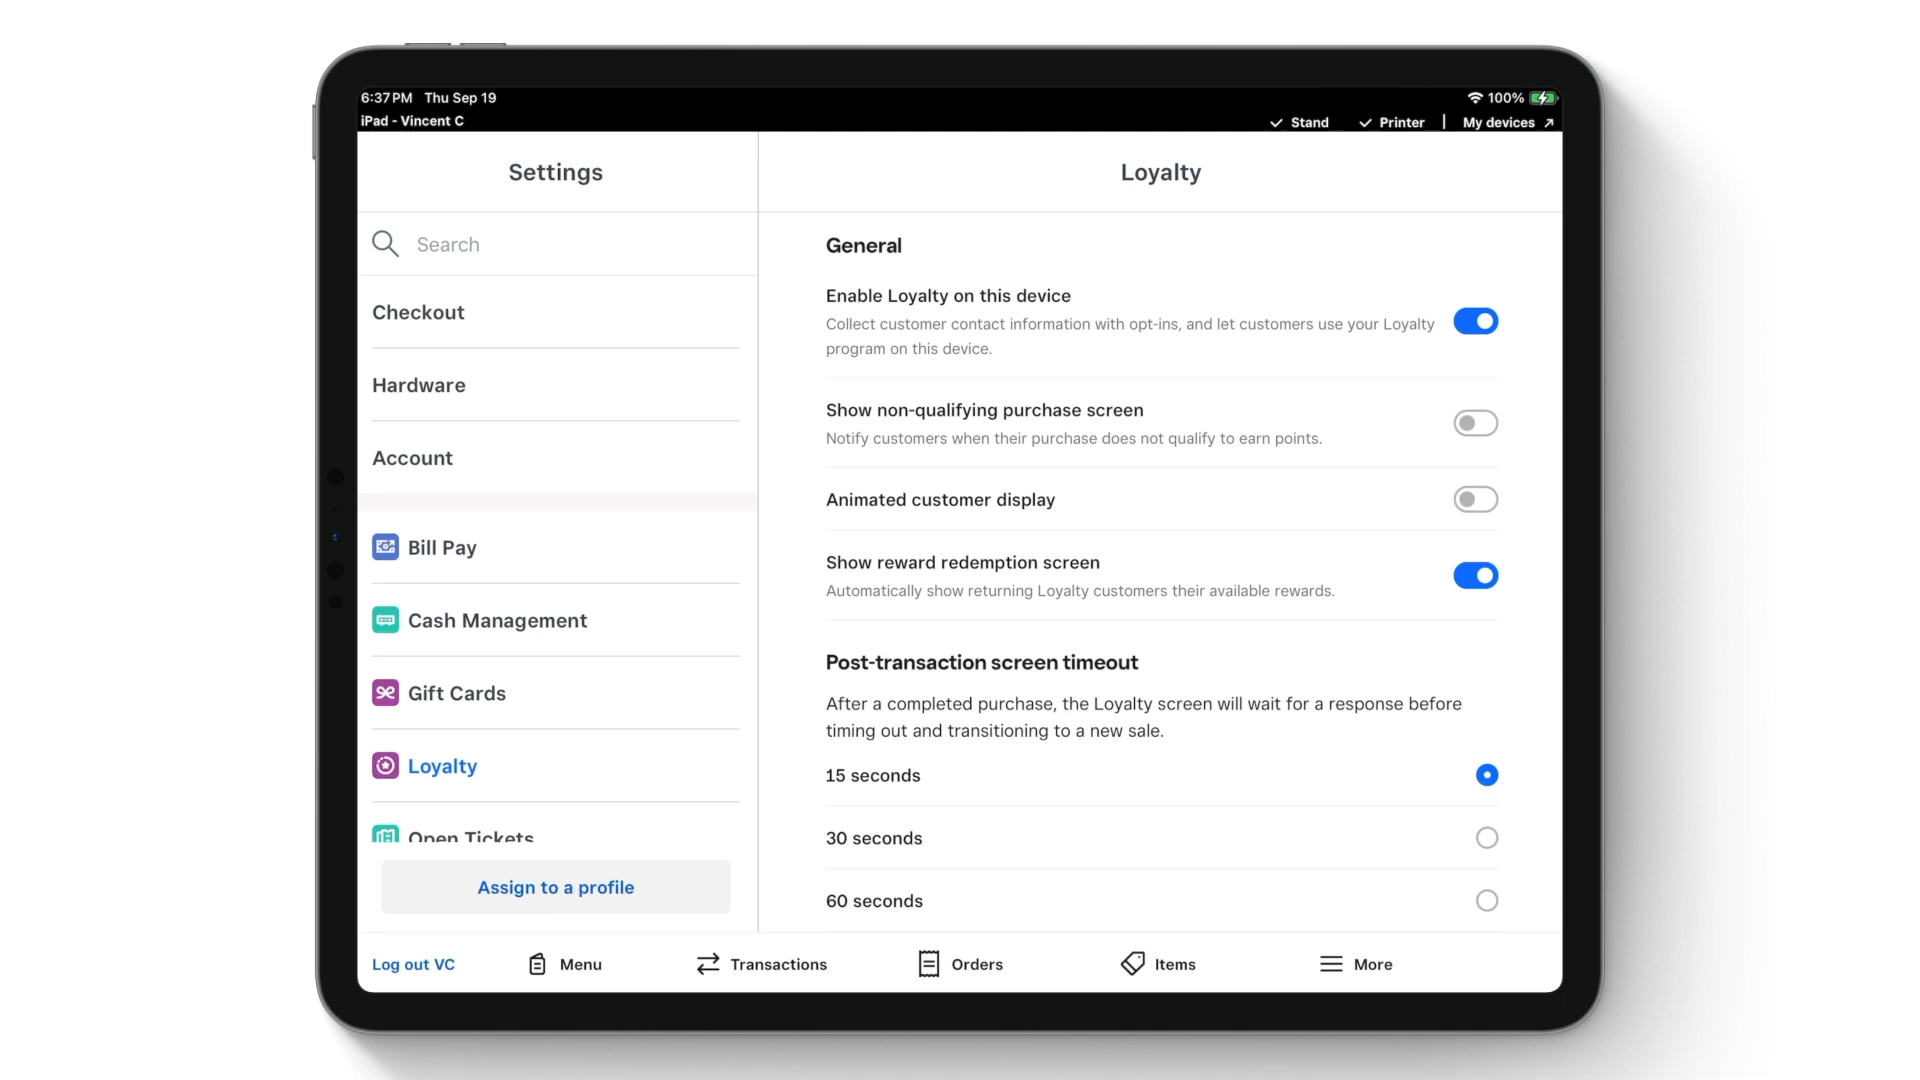 6:37 PM Thu Sep 19
100%
iPad - Vincent C
Stand
Printer
My devices
Settings
Loyalty
Search
Checkout
Hardware
Account
Bill Pay
Cash Management
Gift Cards
Loyalty
Open Tickets
Assign to a profile
General
Enable Loyalty on this device
Collect customer contact information with opt-ins, and let customers use your Loyalty
program on this device.
Show non-qualifying purchase screen
Notify customers when their purchase does not qualify to earn points.
Animated customer display
Show reward redemption screen
Automatically show returning Loyalty customers their available rewards.
Post-transaction screen timeout
After a completed purchase, the Loyalty screen will wait for a response before
timing out and transitioning to a new sale.
15 seconds
30 seconds
60 seconds
Log out VC
Menu
Transactions
Orders
Items
More